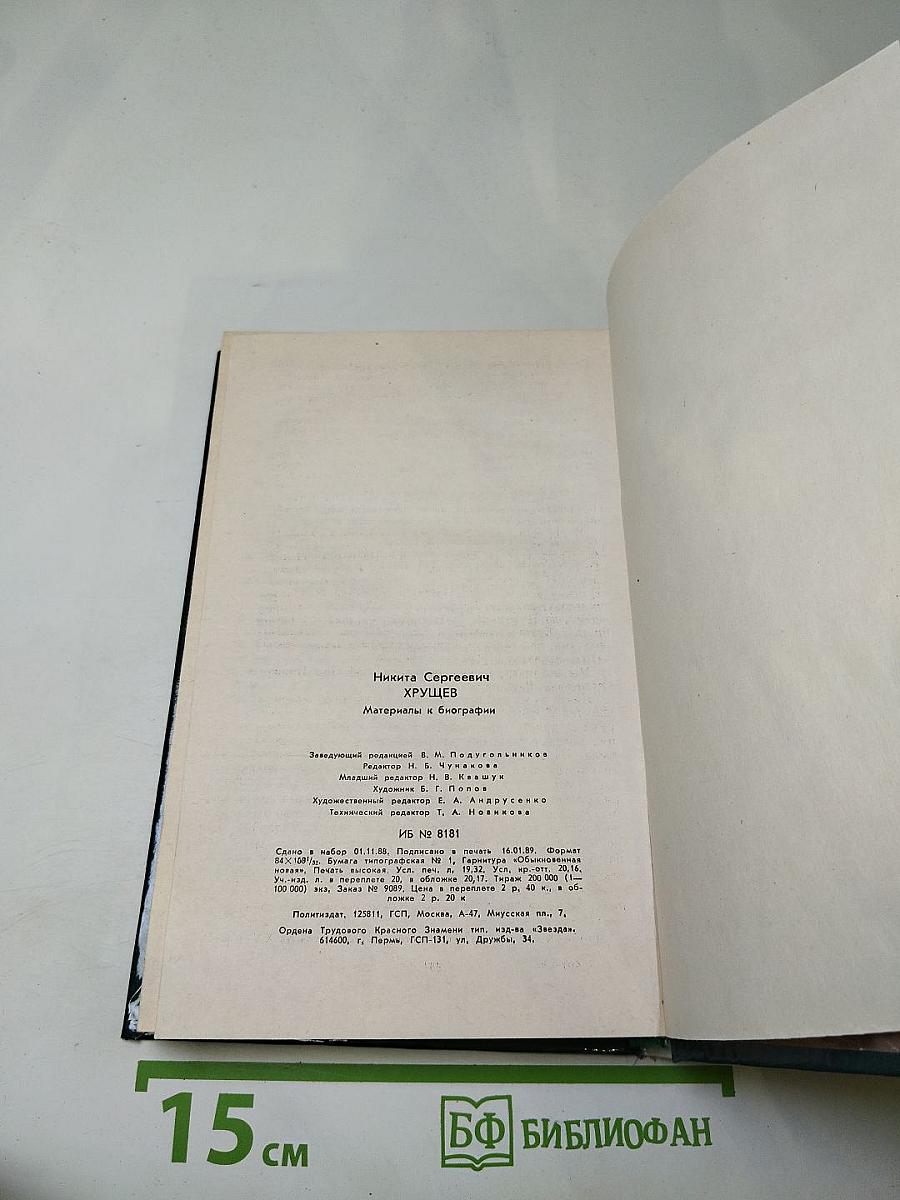 Никита Сергеевич
ХРУЩЕВ
Материалы к биографии
Заведующий редакцией В. М. Подугольников
Редактор Н. Б. Чунакова
Младший редактор Н. В. Квашук
Художник Б. Г. Попов
Художественный редактор Е. А. Андрусенко
Технический редактор Т. А. Новикова
ИБ № 8181
Сдано в набор 01.11.88. Подписано в печать 16.01.89. Формат
84×108¹/₃₂. Бумага типографская № 1. Гарнитура «Обыкновенная
новая». Печать высокая. Усл. печ. л. 19,32. Усл. кр.-отт. 20,16.
Уч.-изд. л. в переплете 20, в обложке 20,17. Тираж 200 000 (1—
100 000) экз. Заказ № 9089. Цена в переплете 2 р. 40 к., в об-
ложке 2 р. 20 к
Политиздат, 125811, ГСП, Москва, А-47, Миусская пл., 7.
Ордена Трудового Красного Знамени тип. изд-ва «Звезда».
614600, г. Пермь, ГСП-131, ул. Дружбы, 34.
15 см
БФ БИБЛИОФАН